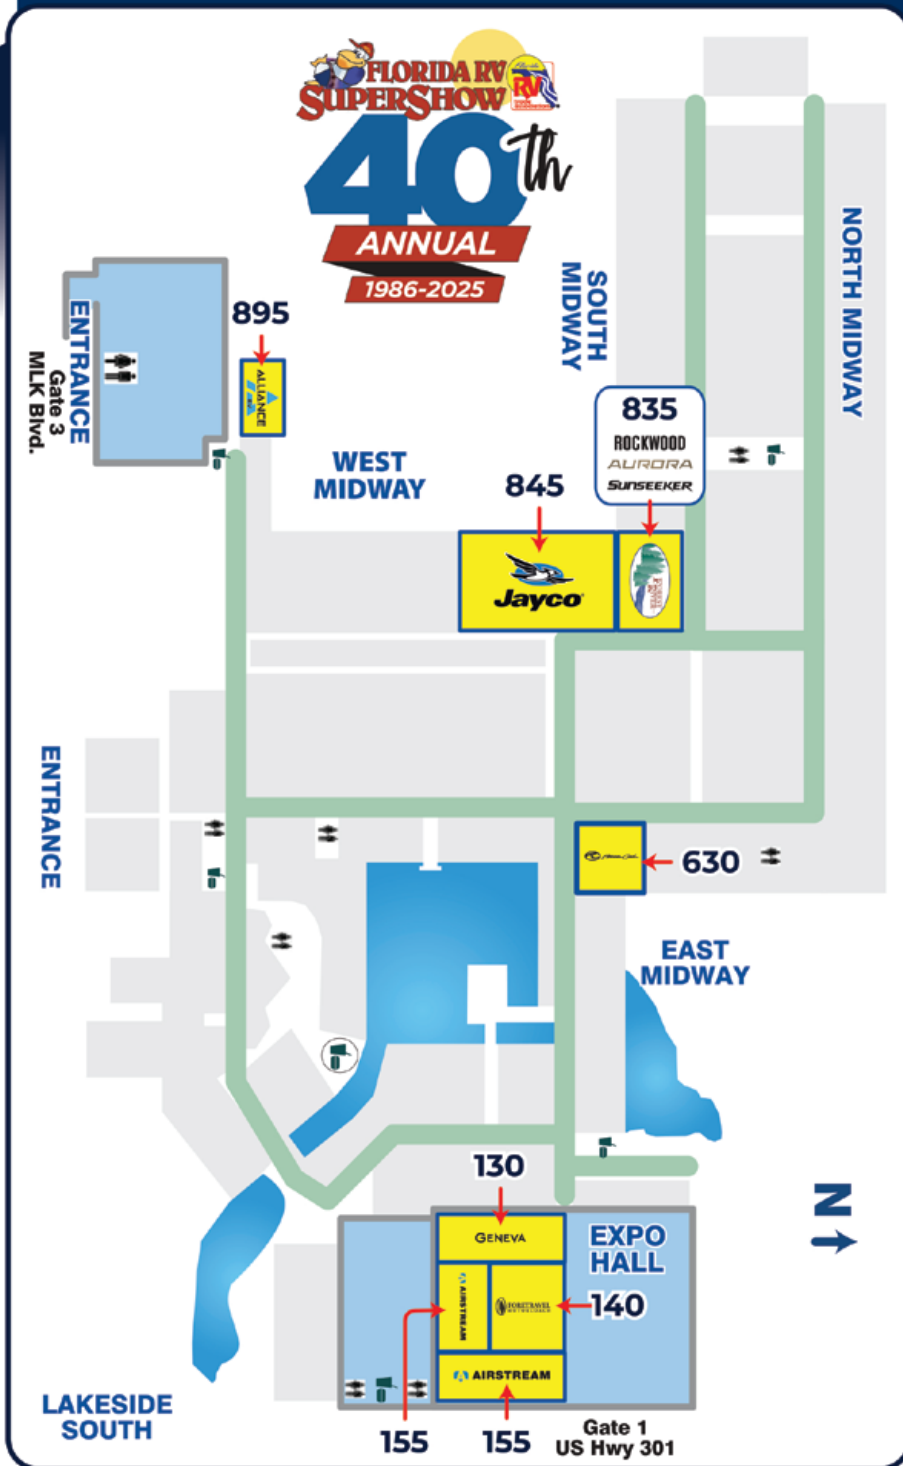 FLORIDA RV
SUPERSHOW
RV
40th
ANNUAL
1986-2025
NORTH MIDWAY
SOUTH
MIDWAY
895
ALLIANCE
ENTRANCE
Gate 3
MLK Blvd.
WEST
MIDWAY
835
ROCKWOOD
AURORA
SUNSEEKER
845
Jayco
ENTRANCE
630
EAST
MIDWAY
130
GENEVA
EXPO
HALL
N
AIRSTREAM
FORETRAVEL
140
AIRSTREAM
LAKESIDE
SOUTH
155
155
Gate 1
US Hwy 301